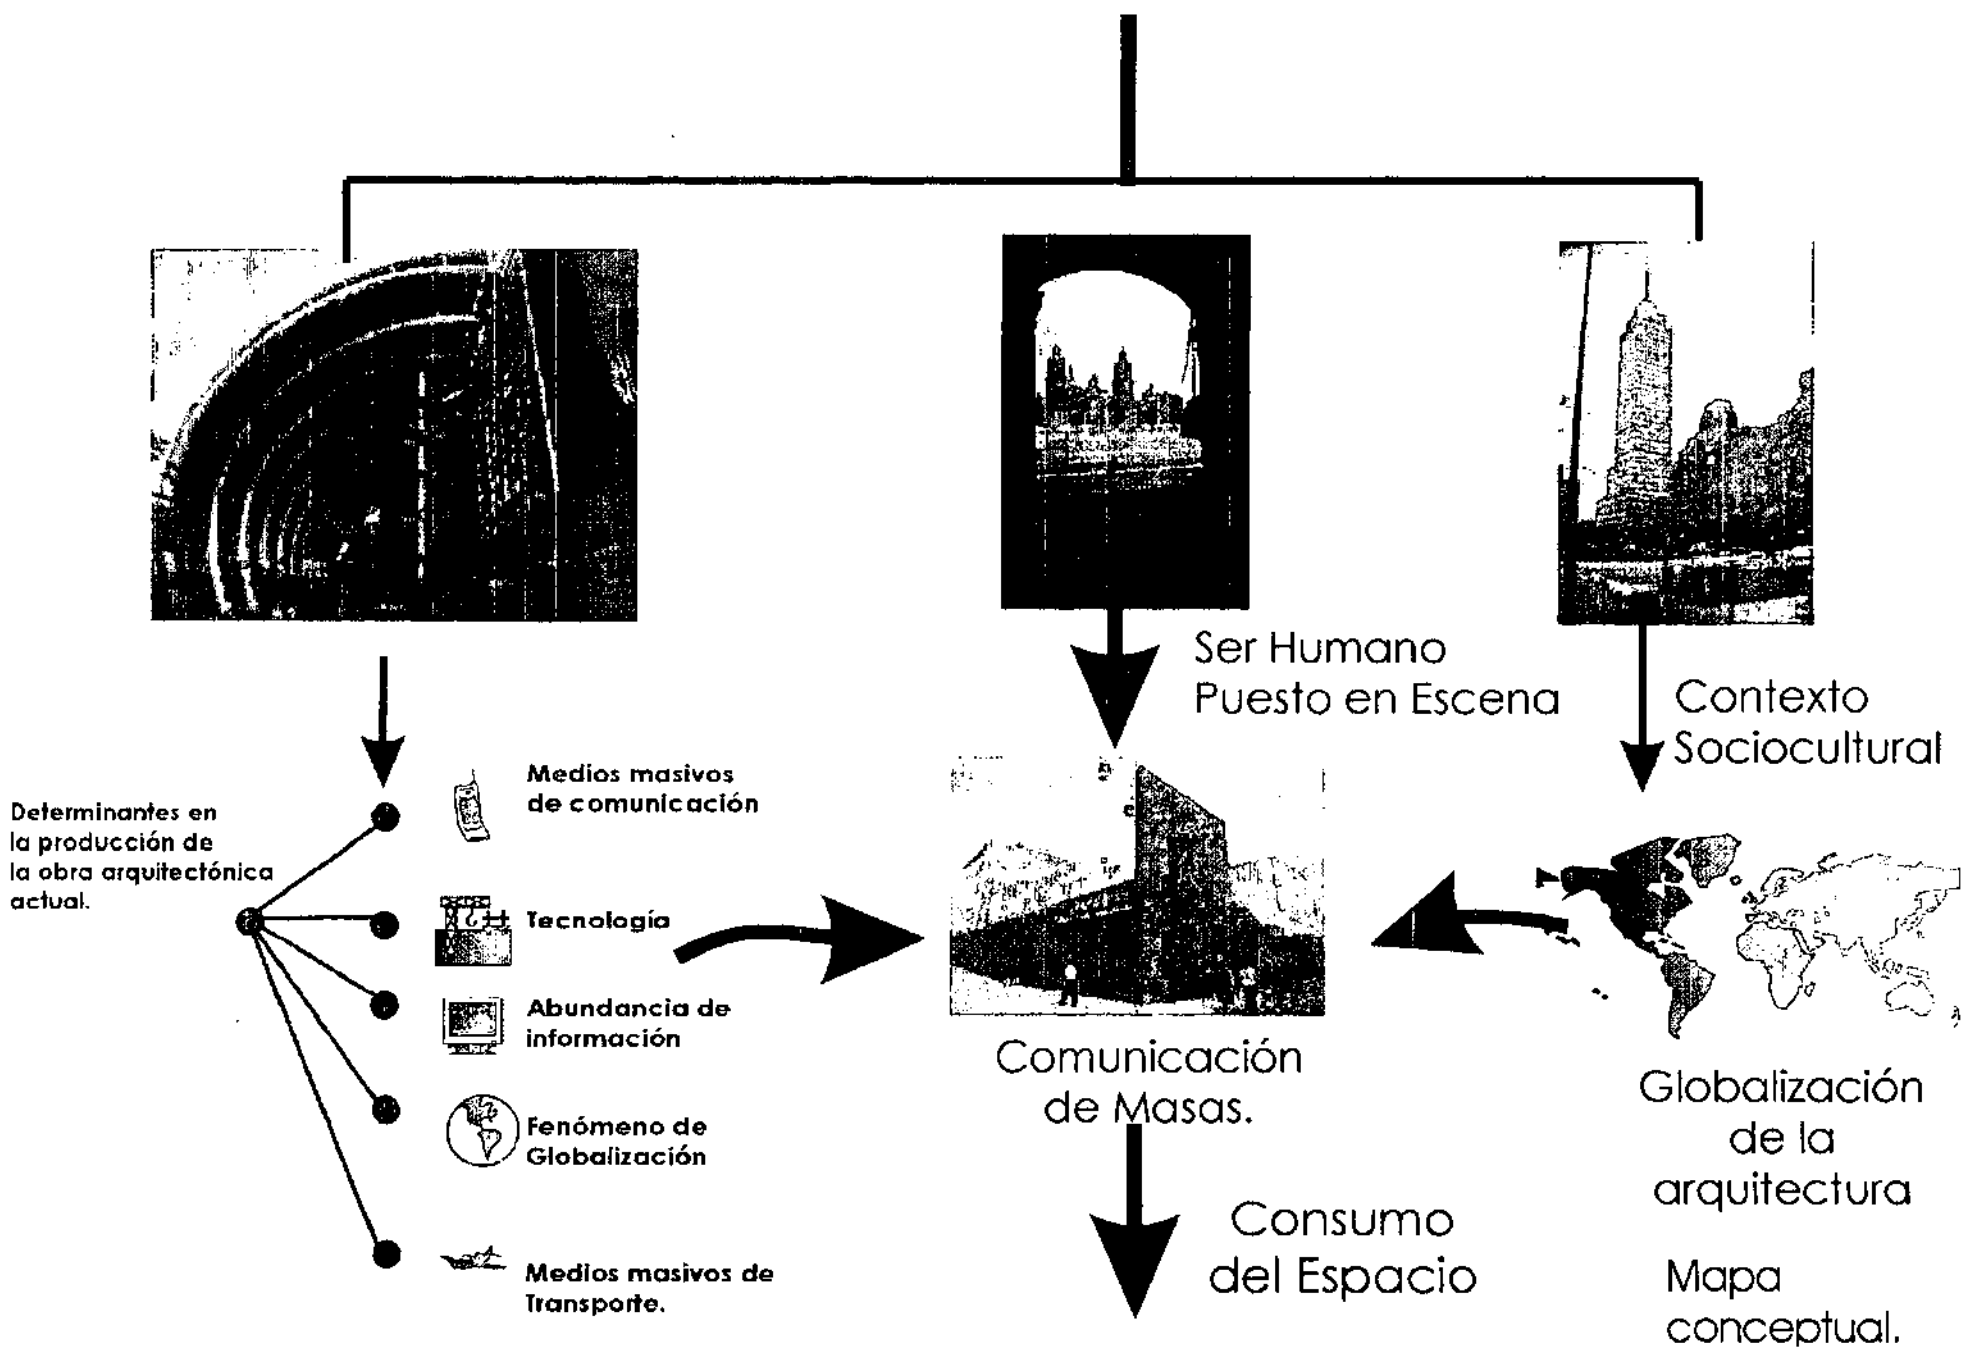 Ser Humano
Puesto en Escena
Contexto
Sociocultural
Determinantes en
la producción de
la obra arquitectónica
actual.
Medios masivos
de comunicación
Tecnología
Abundancia de
información
Fenómeno de
Globalización
Medios masivos de
Transporte.
Comunicación
de Masas.
Consumo
del Espacio
Globalización
de la
arquitectura
Mapa
conceptual.